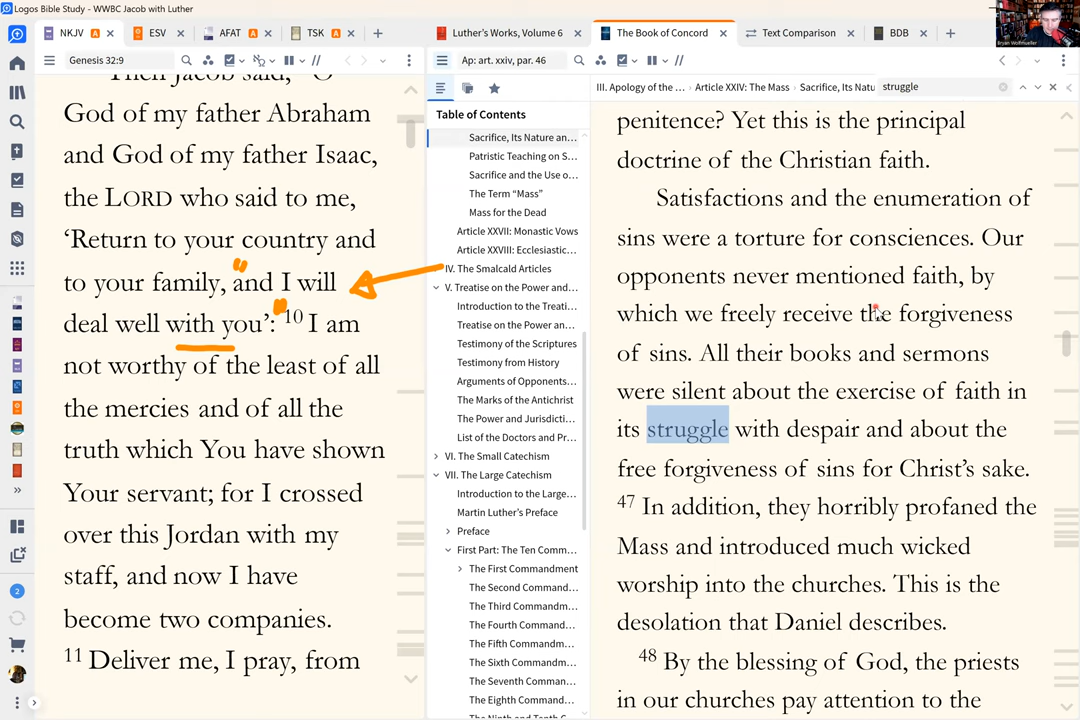 Logos Bible Study - WWBC Jacob with Luther
NKJV A
ESV
AFAT A
TSK A
Luther's Works, Volume 6
The Book of Concord
Text Comparison
BDB
Bryan Wolfmueller
Genesis 32:9
Ap: art. xxiv, par. 46
III. Apology of the ... › Article XXIV: The Mass › Sacrifice, Its Natu
struggle
Then Jacob said, "O
God of my father Abraham
and God of my father Isaac,
the LORD who said to me,
'Return to your country and
to your family, and I will
deal well with you': 10 I am
not worthy of the least of all
the mercies and of all the
truth which You have shown
Your servant; for I crossed
over this Jordan with my
staff, and now I have
become two companies.
11 Deliver me, I pray, from
2
Table of Contents
Sacrifice, Its Nature an...
Patristic Teaching on S...
Sacrifice and the Use o...
The Term “Mass”
Mass for the Dead
Article XXVII: Monastic Vows
Article XXVIII: Ecclesiastic...
IV. The Smalcald Articles
V. Treatise on the Power and...
Introduction to the Treati...
Treatise on the Power an...
Testimony of the Scriptures
Testimony from History
Arguments of Opponents...
The Marks of the Antichrist
The Power and Jurisdicti...
List of the Doctors and Pr...
VI. The Small Catechism
VII. The Large Catechism
Introduction to the Large...
Martin Luther's Preface
Preface
First Part: The Ten Comm...
The First Commandment
The Second Command...
The Third Commandm...
The Fourth Command...
The Fifth Commandm...
The Sixth Commandm...
The Seventh Comman...
The Eighth Command...
penitence? Yet this is the principal
doctrine of the Christian faith.
Satisfactions and the enumeration of
sins were a torture for consciences. Our
opponents never mentioned faith, by
which we freely receive the forgiveness
of sins. All their books and sermons
were silent about the exercise of faith in
its struggle with despair and about the
free forgiveness of sins for Christ's sake.
47 In addition, they horribly profaned the
Mass and introduced much wicked
worship into the churches. This is the
desolation that Daniel describes.
48 By the blessing of God, the priests
in our churches pay attention to the